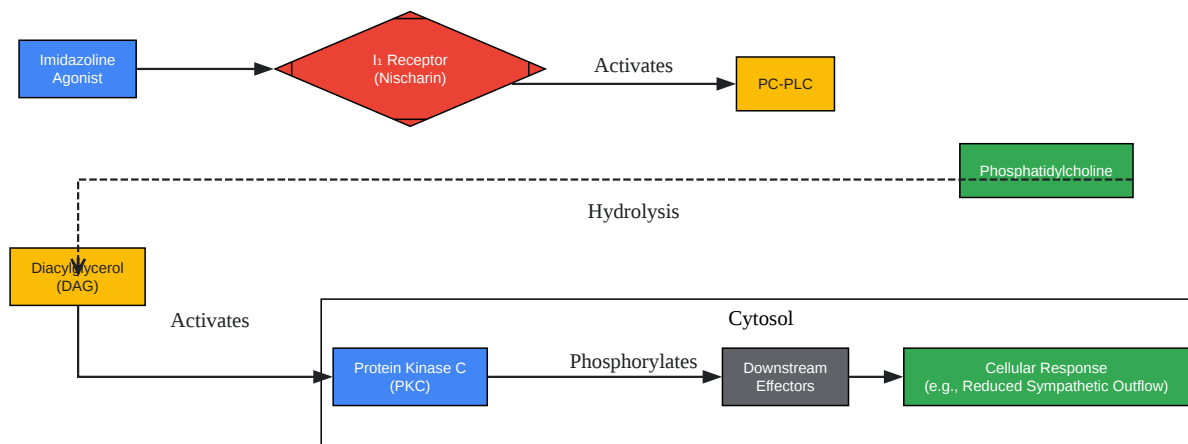 Imidazoline
Agonist
I₁ Receptor
(Nischarin)
Activates
PC-PLC
Phosphatidylcholine
Hydrolysis
Diacylglycerol
(DAG)
Activates
Cytosol
Protein Kinase C
(PKC)
Phosphorylates
Downstream
Effectors
Cellular Response
(e.g., Reduced Sympathetic Outflow)